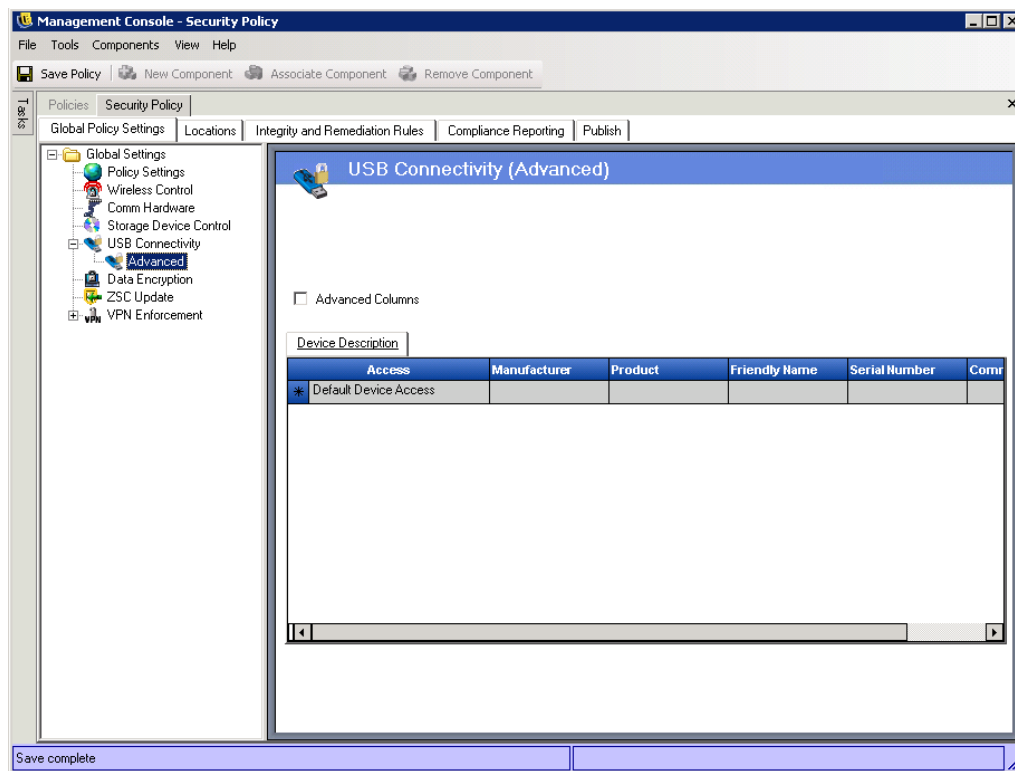 Management Console - Security Policy
File Tools Components View Help
Save Policy New Component Associate Component Remove Component
Tasks
Policies Security Policy
Global Policy Settings Locations Integrity and Remediation Rules Compliance Reporting Publish
Global Settings
Policy Settings
Wireless Control
Comm Hardware
Storage Device Control
USB Connectivity
Advanced
Data Encryption
ZSC Update
VPN VPN Enforcement
USB Connectivity (Advanced)
Advanced Columns
Device Description
Access Manufacturer Product Friendly Name Serial Number Comm
Default Device Access
Save complete